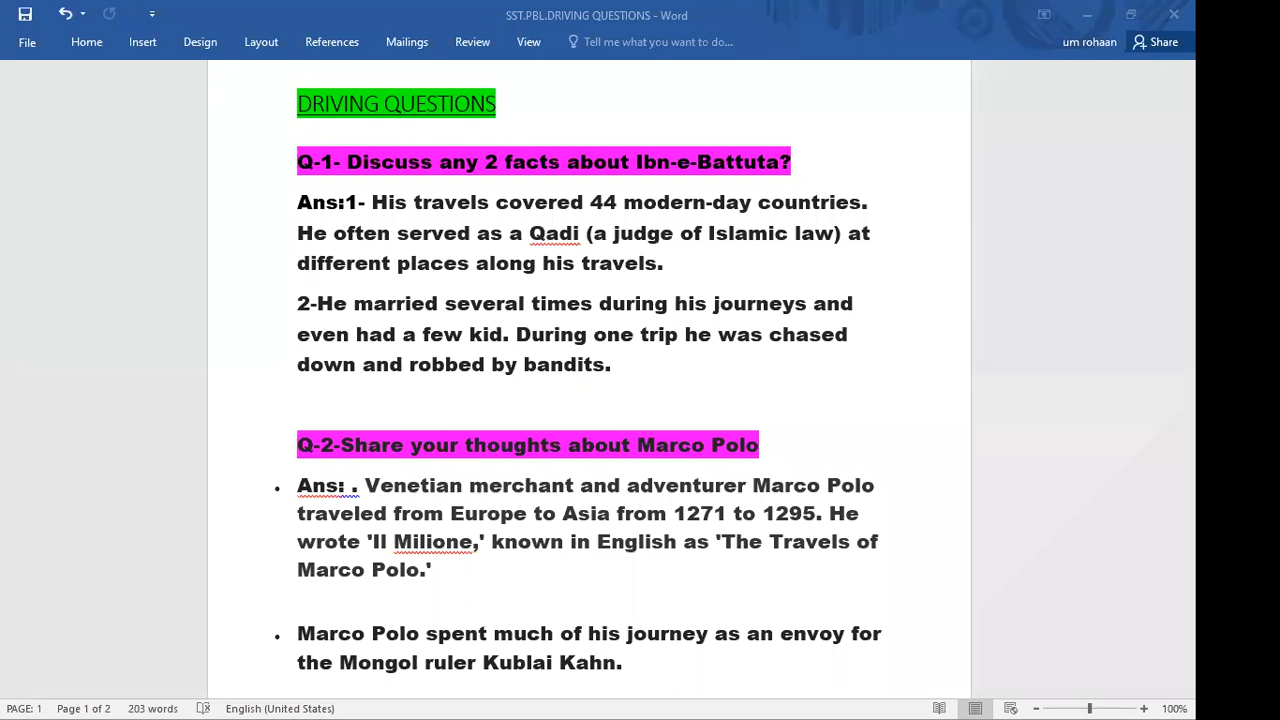 SST.PBL.DRIVING QUESTIONS - Word
File Home Insert Design Layout References Mailings Review View Tell me what you want to do... um rohaan Share
DRIVING QUESTIONS
Q-1- Discuss any 2 facts about Ibn-e-Battuta?
Ans:1- His travels covered 44 modern-day countries.
He often served as a Qadi (a judge of Islamic law) at
different places along his travels.
2-He married several times during his journeys and
even had a few kid. During one trip he was chased
down and robbed by bandits.
Q-2-Share your thoughts about Marco Polo
• Ans: . Venetian merchant and adventurer Marco Polo
traveled from Europe to Asia from 1271 to 1295. He
wrote 'Il Milione,' known in English as 'The Travels of
Marco Polo.'
• Marco Polo spent much of his journey as an envoy for
the Mongol ruler Kublai Kahn.
PAGE: 1 Page 1 of 2 203 words English (United States) 100%